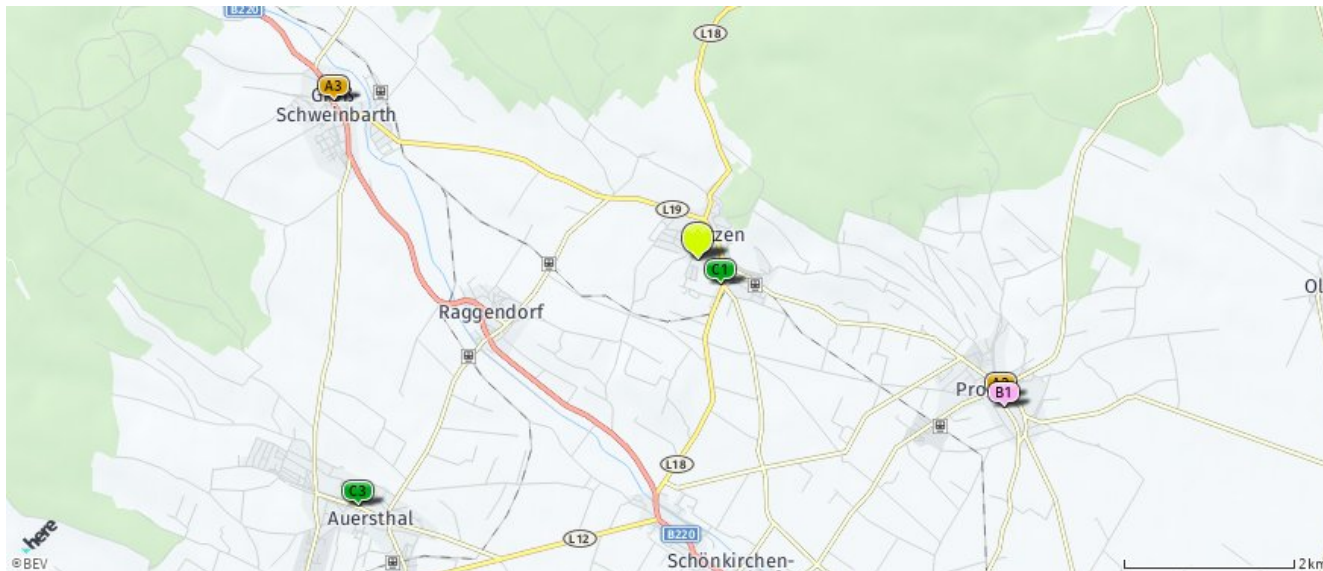 B220
L18
A3
Schweinbarth
L19
zen
C1
Ol
Raggendorf
Pro
B1
L18
C3
Auersthal
L12
B220
Schönkirchen-
here
©BEV
2km